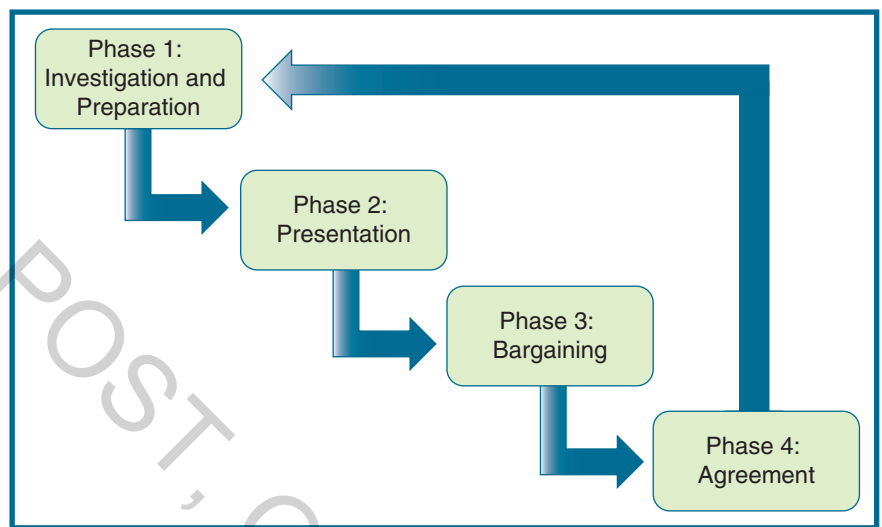 Phase 1:
Investigation and
Preparation
Phase 2:
Presentation
Phase 3:
Bargaining
Phase 4:
Agreement
POST,